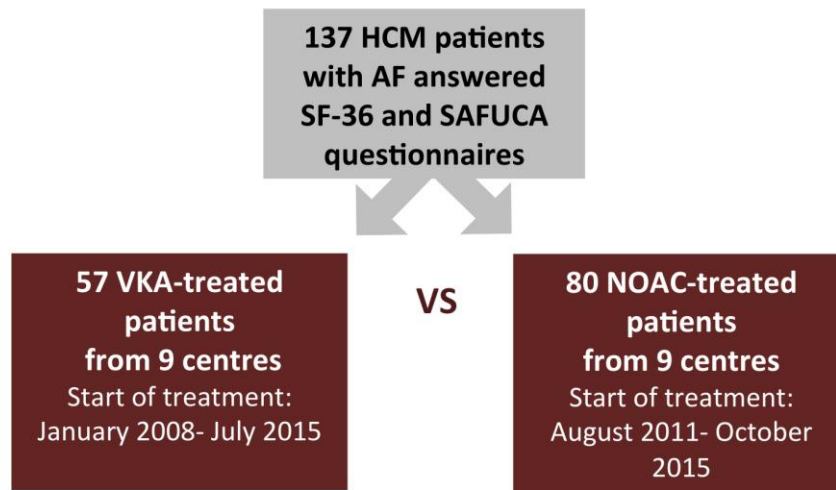 137 HCM patients
with AF answered
SF-36 and SAFUCA
questionnaires
57 VKA-treated
patients
from 9 centres
Start of treatment:
January 2008- July 2015
VS
80 NOAC-treated
patients
from 9 centres
Start of treatment:
August 2011- October
2015